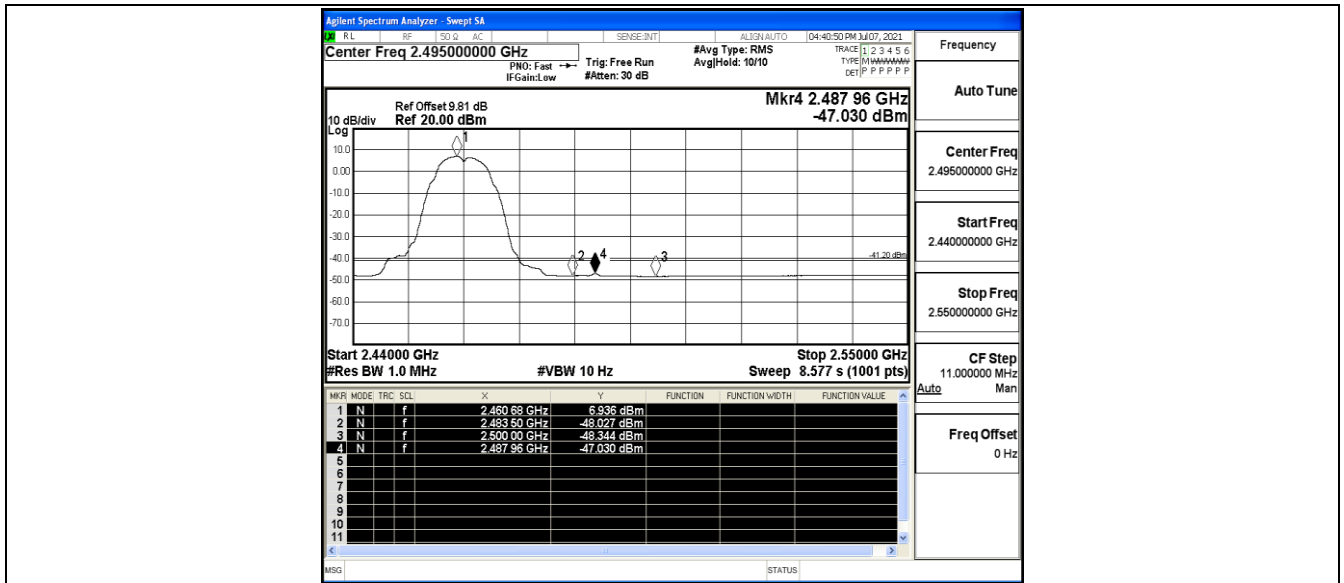 Agilent Spectrum Analyzer - Swept SA
LXI RL RF 50 Ω AC SENSE:INT ALIGN AUTO 04:40:50 PM Jul 07, 2021
Center Freq 2.495000000 GHz
PNO: Fast
IFGain:Low
Trig: Free Run
#Atten: 30 dB
#Avg Type: RMS
Avg|Hold: 10/10
TRACE 1 2 3 4 5 6
TYPE M WWWWW
DET P P P P P P
Frequency
Auto Tune
Center Freq
2.495000000 GHz
Start Freq
2.440000000 GHz
Stop Freq
2.550000000 GHz
CF Step
11.000000 MHz
Auto Man
Freq Offset
0 Hz
Mkr4 2.487 96 GHz
-47.030 dBm
Ref Offset 9.81 dB
10 dB/div Ref 20.00 dBm
Log
10.0
0.00
-10.0
-20.0
-30.0
-40.0
-50.0
-60.0
-70.0
1
2
4
3
-41.20 dBm
Start 2.44000 GHz Stop 2.55000 GHz
#Res BW 1.0 MHz #VBW 10 Hz Sweep 8.577 s (1001 pts)
MKR MODE TRC SCL X Y FUNCTION FUNCTION WIDTH FUNCTION VALUE
1 N f 2.460 68 GHz 6.936 dBm
2 N f 2.483 50 GHz -48.027 dBm
3 N f 2.500 00 GHz -48.344 dBm
4 N f 2.487 96 GHz -47.030 dBm
5
6
7
8
9
10
11
MSG STATUS